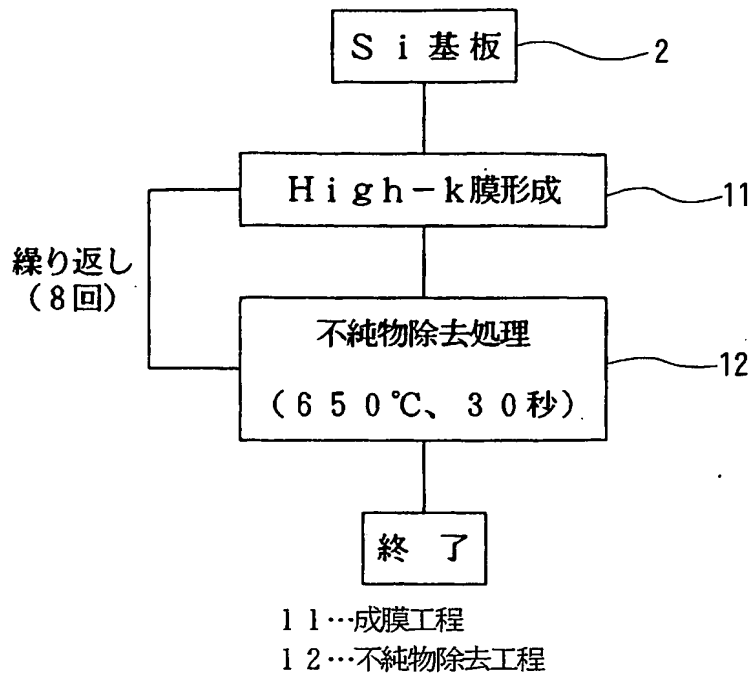 Si基板
2
High-k膜形成
11
繰り返し
(8回)
不純物除去処理
(650℃、30秒)
12
終 了
11…成膜工程
12…不純物除去工程